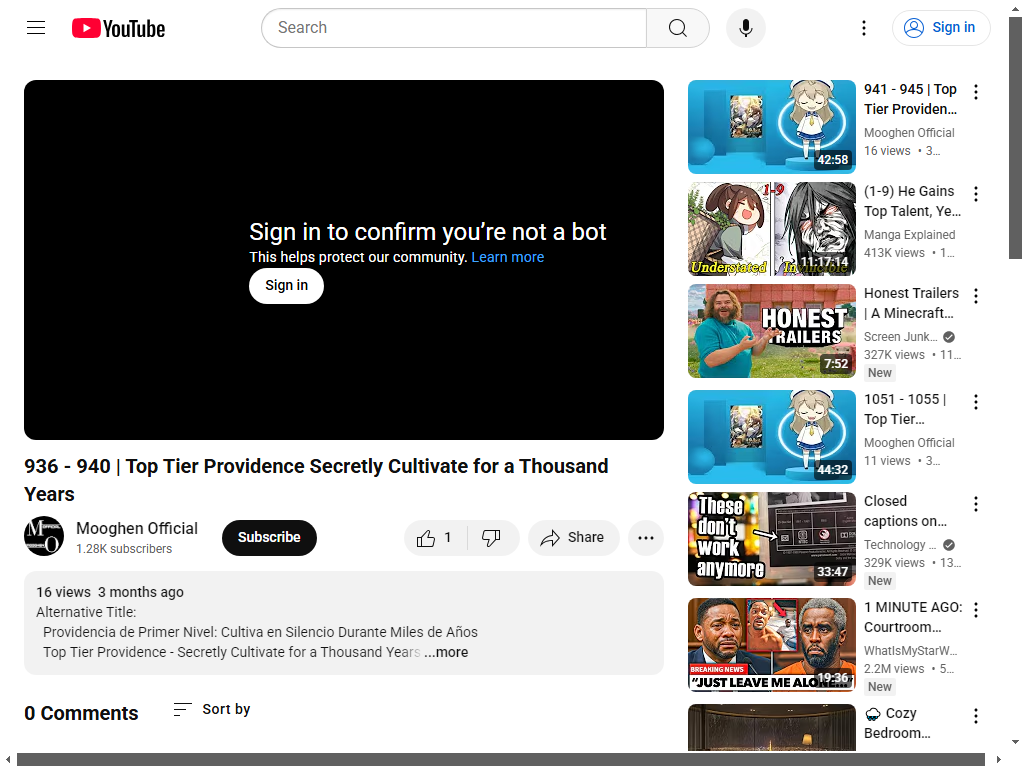 YouTube
Search
Sign in
Sign in to confirm you’re not a bot
This helps protect our community. Learn more
Sign in
936 - 940 | Top Tier Providence Secretly Cultivate for a Thousand
Years
Mooghen Official
1.28K subscribers
Subscribe
1
Share
16 views 3 months ago
Alternative Title:
Providencia de Primer Nivel: Cultiva en Silencio Durante Miles de Años
Top Tier Providence - Secretly Cultivate for a Thousand Years ...more
0 Comments
Sort by
42:58
941 - 945 | Top
Tier Providen...
Mooghen Official
16 views • 3...
1-9
Understated
Invincible
11:17:14
(1-9) He Gains
Top Talent, Ye...
Manga Explained
413K views • 1...
HONEST
TRAILERS
7:52
Honest Trailers
| A Minecraft...
Screen Junk...
327K views • 11...
New
44:32
1051 - 1055 |
Top Tier...
Mooghen Official
11 views • 3...
These
don't
work
anymore
33:47
Closed
captions on...
Technology ...
329K views • 13...
New
BREAKING NEWS
"JUST LEAVE ME ALONE..."
19:36
1 MINUTE AGO:
Courtroom...
WhatIsMyStarW...
2.2M views • 5...
New
🌧️ Cozy
Bedroom...